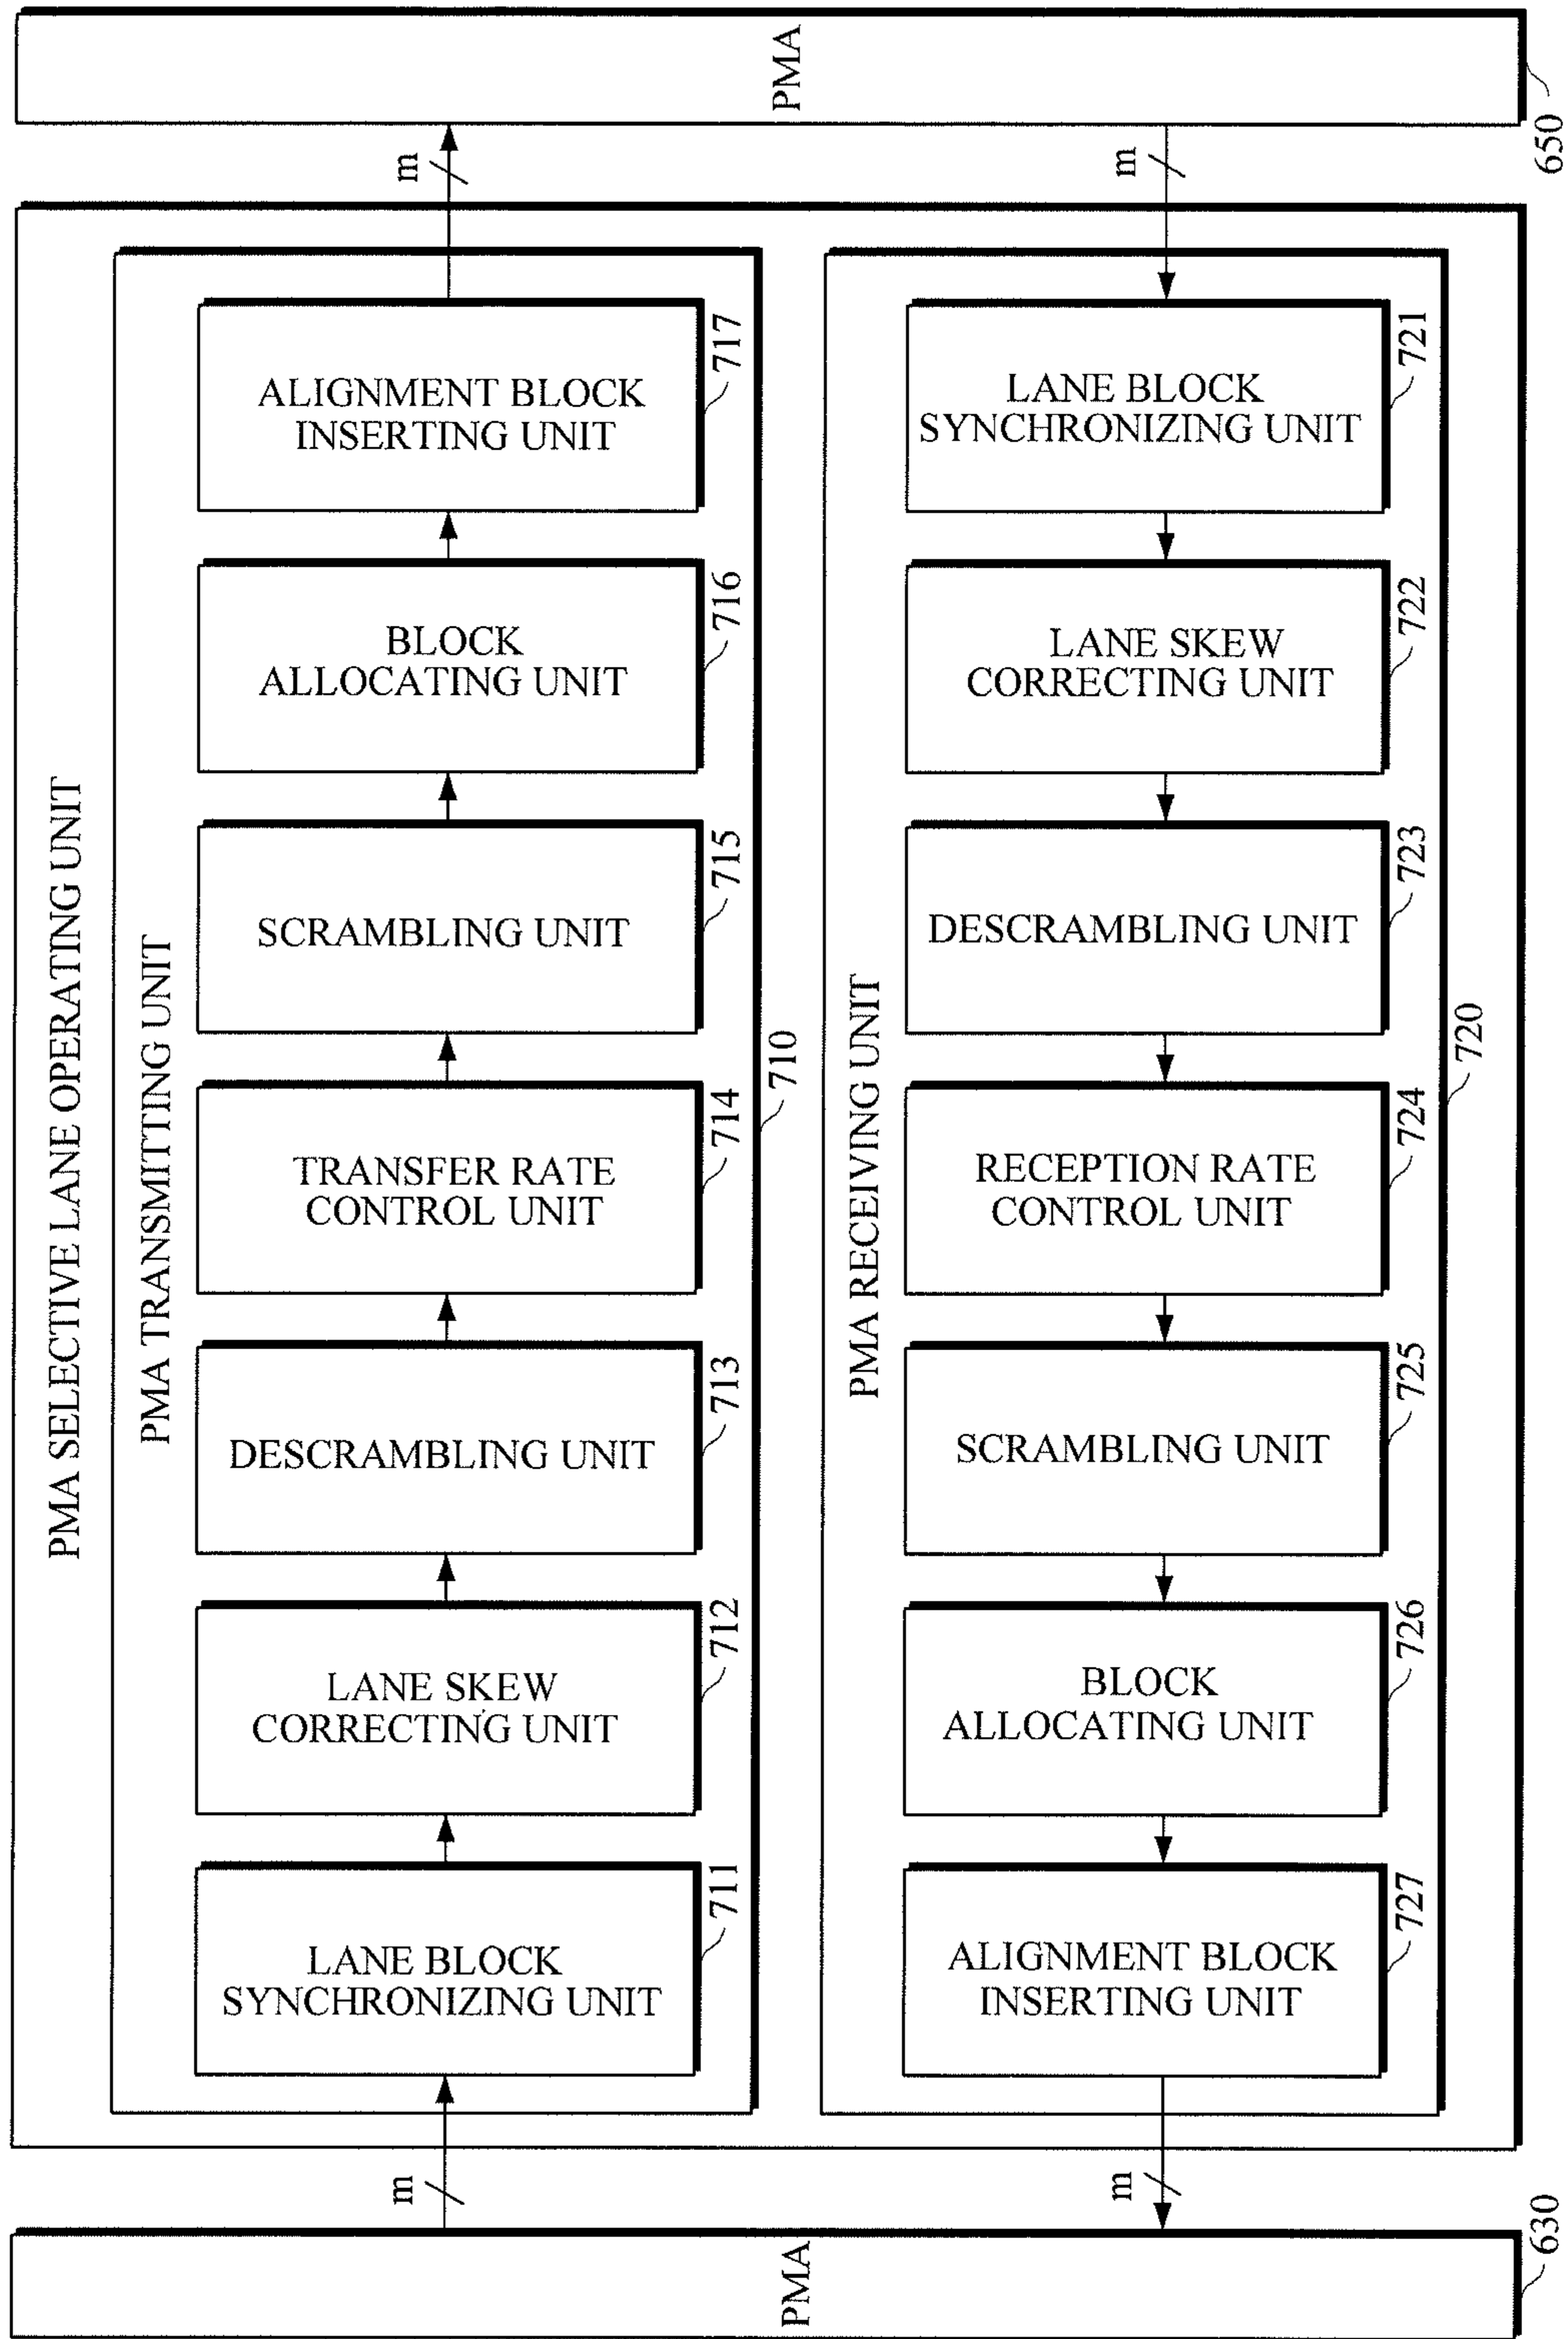 PMA SELECTIVE LANE OPERATING UNIT
PMA TRANSMITTING UNIT
PMA
630
m
LANE BLOCK
SYNCHRONIZING UNIT
711
LANE SKEW
CORRECTING UNIT
712
DESCRAMBLING UNIT
713
TRANSFER RATE
CONTROL UNIT
714
SCRAMBLING UNIT
715
BLOCK
ALLOCATING UNIT
716
ALIGNMENT BLOCK
INSERTING UNIT
717
m
710
PMA
650
PMA RECEIVING UNIT
m
ALIGNMENT BLOCK
INSERTING UNIT
727
BLOCK
ALLOCATING UNIT
726
SCRAMBLING UNIT
725
RECEPTION RATE
CONTROL UNIT
724
DESCRAMBLING UNIT
723
LANE SKEW
CORRECTING UNIT
722
LANE BLOCK
SYNCHRONIZING UNIT
721
m
720